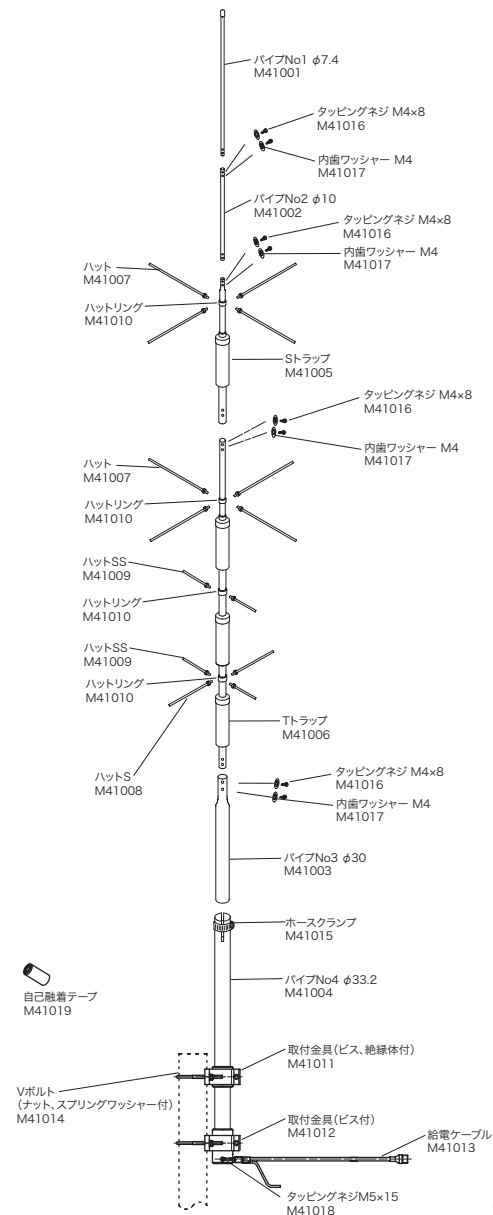 パイプNo1 φ7.4
M41001
タッピングネジ M4×8
M41016
内歯ワッシャー M4
M41017
パイプNo2 φ10
M41002
タッピングネジ M4×8
M41016
内歯ワッシャー M4
M41017
ハット
M41007
ハットリング
M41010
Sトラップ
M41005
タッピングネジ M4×8
M41016
内歯ワッシャー M4
M41017
ハット
M41007
ハットリング
M41010
ハットSS
M41009
ハットリング
M41010
ハットSS
M41009
ハットリング
M41010
Tトラップ
M41006
ハットS
M41008
タッピングネジ M4×8
M41016
内歯ワッシャー M4
M41017
パイプNo3 φ30
M41003
ホースクランプ
M41015
パイプNo4 φ33.2
M41004
自己融着テープ
M41019
取付金具(ビス、絶縁体付)
M41011
Vボルト
(ナット、スプリングワッシャー付)
M41014
取付金具(ビス付)
M41012
給電ケーブル
M41013
タッピングネジM5×15
M41018